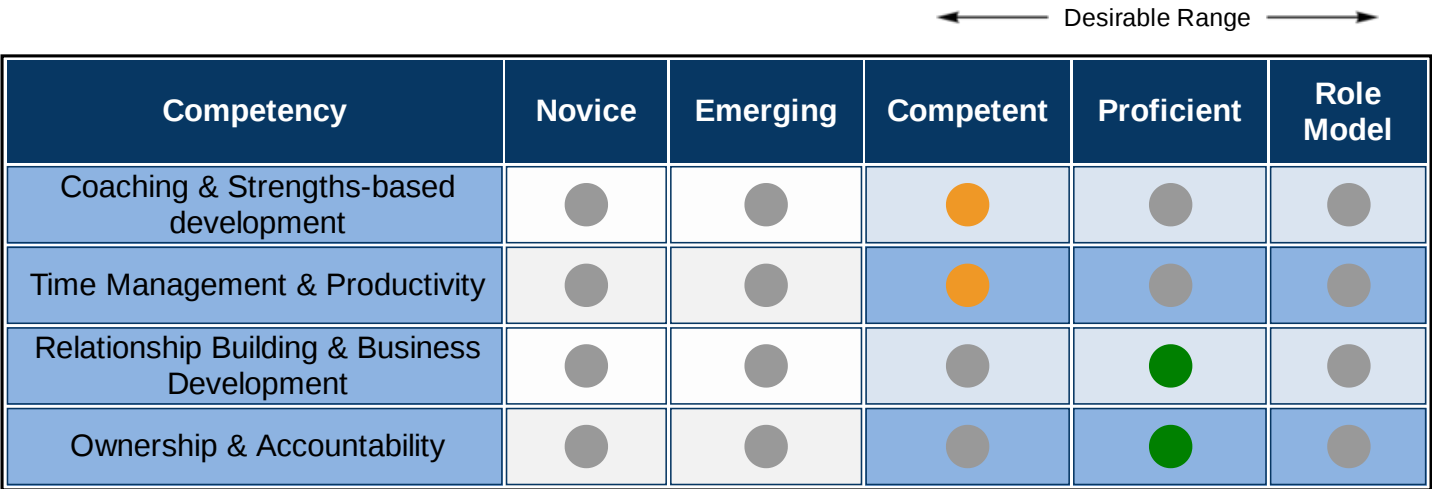 Desirable Range
Competency Novice Emerging Competent Proficient Role Model
Coaching & Strengths-based
development
Time Management & Productivity
Relationship Building & Business
Development
Ownership & Accountability